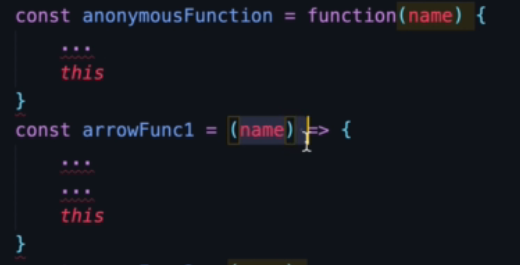 const anonymousFunction = function(name) {
...
this
}
const arrowFunc1 = (name) => {
...
...
this
}